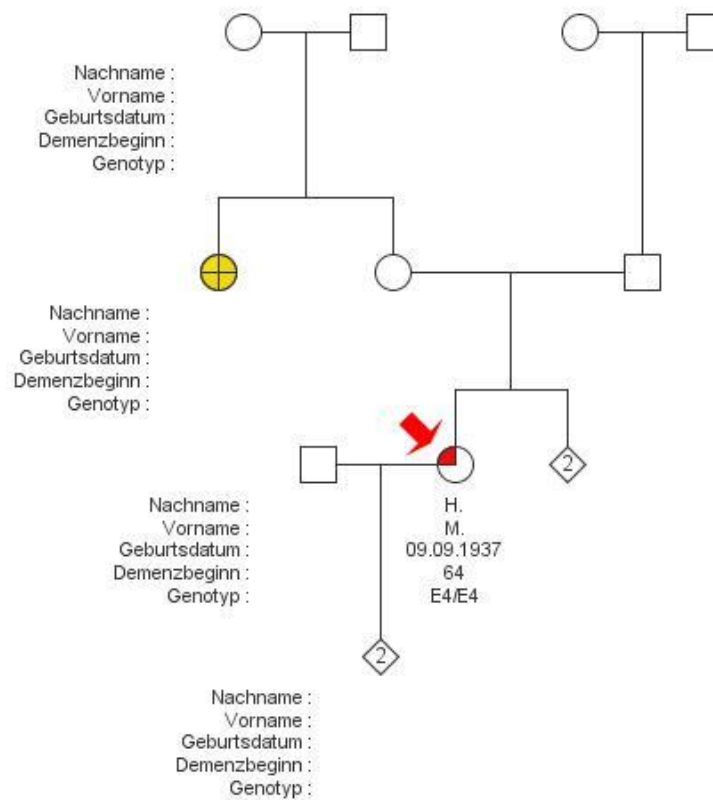 Nachname :
Vorname :
Geburtsdatum :
Demenzbeginn :
Genotyp :
Nachname :
Vorname :
Geburtsdatum :
Demenzbeginn :
Genotyp :
2
Nachname : H.
Vorname : M.
Geburtsdatum : 09.09.1937
Demenzbeginn : 64
Genotyp : E4/E4
2
Nachname :
Vorname :
Geburtsdatum :
Demenzbeginn :
Genotyp :